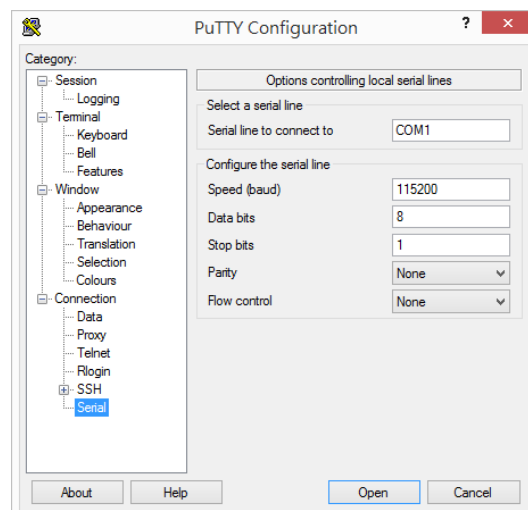 PuTTY Configuration ? ×
Category:
Session
Logging
Terminal
Keyboard
Bell
Features
Window
Appearance
Behaviour
Translation
Selection
Colours
Connection
Data
Proxy
Telnet
Rlogin
SSH
Serial
Options controlling local serial lines
Select a serial line
Serial line to connect to COM1
Configure the serial line
Speed (baud) 115200
Data bits 8
Stop bits 1
Parity None
Flow control None
About Help Open Cancel